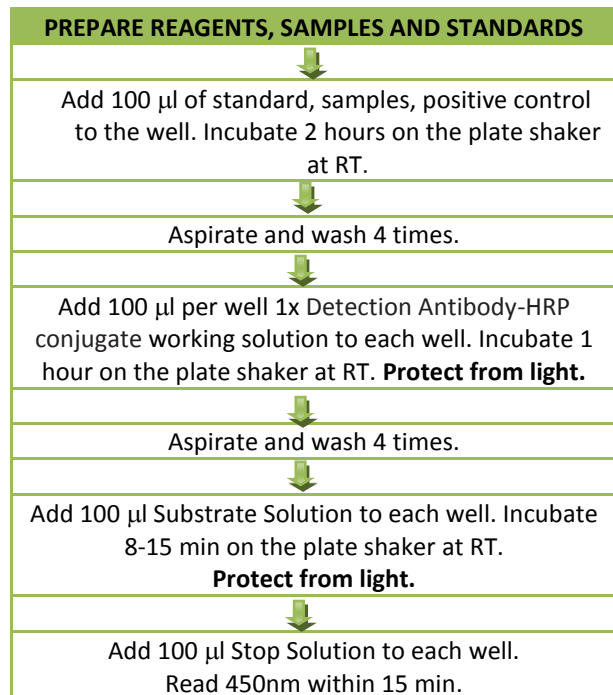 PREPARE REAGENTS, SAMPLES AND STANDARDS
Add 100 μl of standard, samples, positive control
to the well. Incubate 2 hours on the plate shaker
at RT.
Aspirate and wash 4 times.
Add 100 μl per well 1x Detection Antibody-HRP
conjugate working solution to each well. Incubate 1
hour on the plate shaker at RT. Protect from light.
Aspirate and wash 4 times.
Add 100 μl Substrate Solution to each well. Incubate
8-15 min on the plate shaker at RT.
Protect from light.
Add 100 μl Stop Solution to each well.
Read 450nm within 15 min.